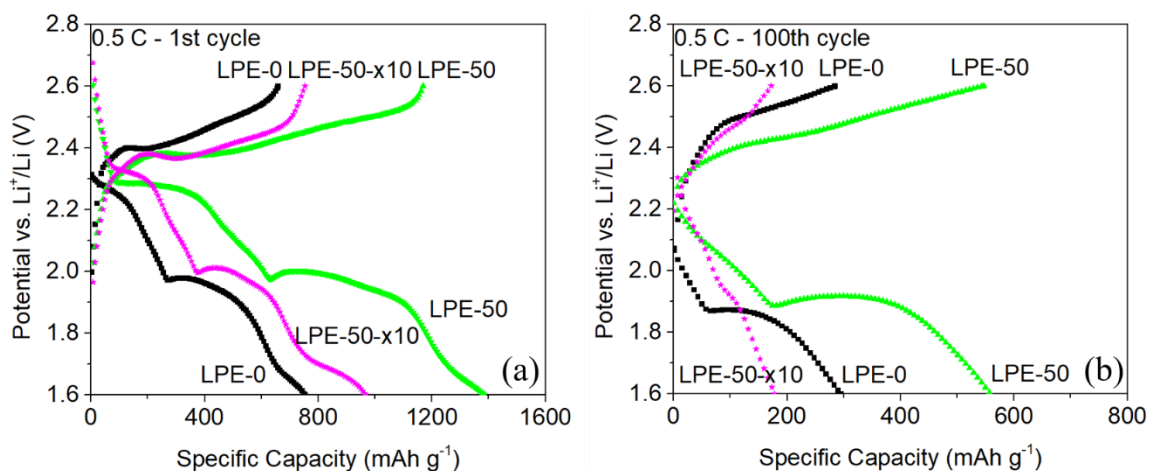 0.5 C - 1st cycle
LPE-0
LPE-50-x10
LPE-50
LPE-50
LPE-50-x10
LPE-0
(a)
2.8
2.6
2.4
2.2
2.0
1.8
1.6
0 400 800 1200 1600
Potential vs. Li⁺/Li (V)
Specific Capacity (mAh g⁻¹)
0.5 C - 100th cycle
LPE-50-x10
LPE-0
LPE-50
LPE-50-x10
LPE-0
LPE-50
(b)
2.8
2.6
2.4
2.2
2.0
1.8
1.6
0 200 400 600 800
Potential vs. Li⁺/Li (V)
Specific Capacity (mAh g⁻¹)